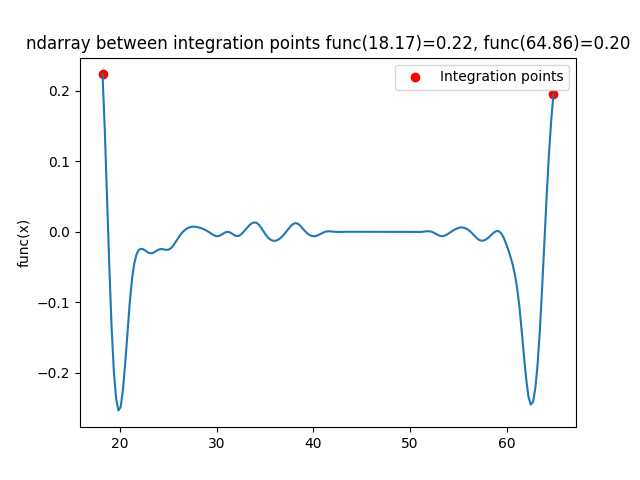 ndarray between integration points func(18.17)=0.22, func(64.86)=0.20
Integration points
func(x)
0.2
0.1
0.0
−0.1
−0.2
20 30 40 50 60